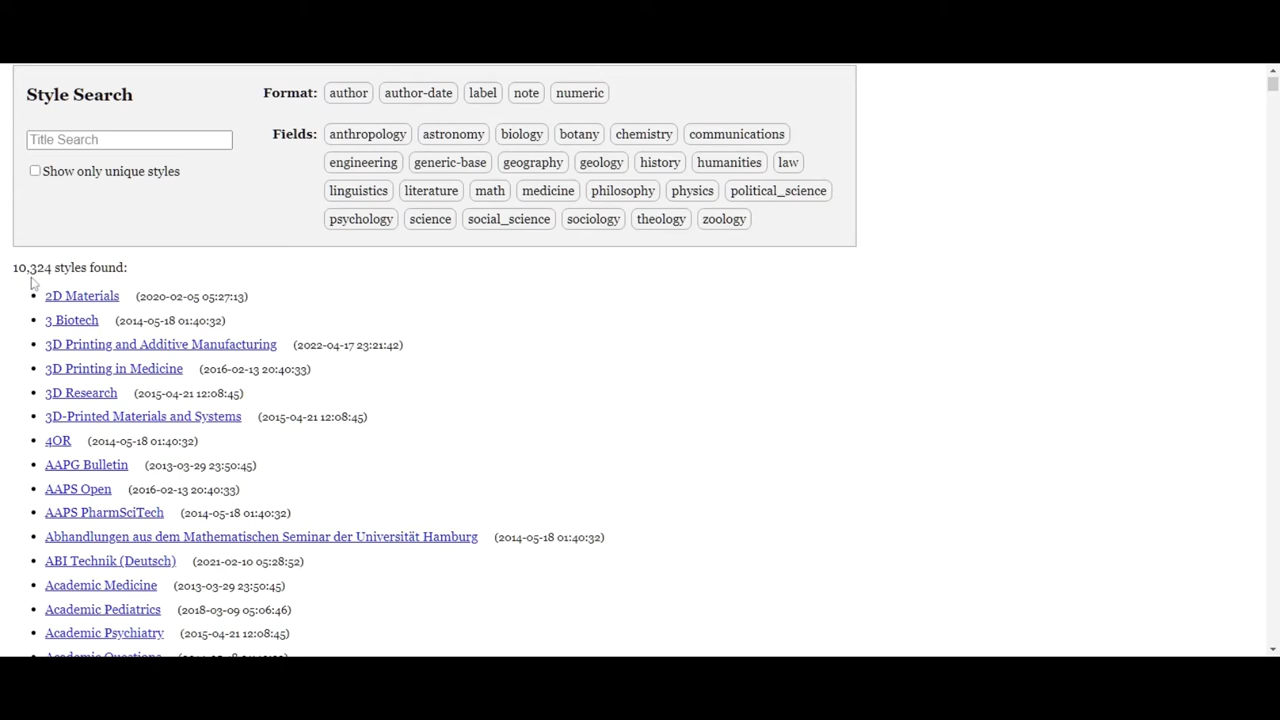 Style Search
Format: author author-date label note numeric
Title Search
Fields: anthropology astronomy biology botany chemistry communications
Show only unique styles
engineering generic-base geography geology history humanities law
linguistics literature math medicine philosophy physics political_science
psychology science social_science sociology theology zoology
10,324 styles found:
2D Materials (2020-02-05 05:27:13)
3 Biotech (2014-05-18 01:40:32)
3D Printing and Additive Manufacturing (2022-04-17 23:21:42)
3D Printing in Medicine (2016-02-13 20:40:33)
3D Research (2015-04-21 12:08:45)
3D-Printed Materials and Systems (2015-04-21 12:08:45)
4OR (2014-05-18 01:40:32)
AAPG Bulletin (2013-03-29 23:50:45)
AAPS Open (2016-02-13 20:40:33)
AAPS PharmSciTech (2014-05-18 01:40:32)
Abhandlungen aus dem Mathematischen Seminar der Universität Hamburg (2014-05-18 01:40:32)
ABI Technik (Deutsch) (2021-02-10 05:28:52)
Academic Medicine (2013-03-29 23:50:45)
Academic Pediatrics (2018-03-09 05:06:46)
Academic Psychiatry (2015-04-21 12:08:45)